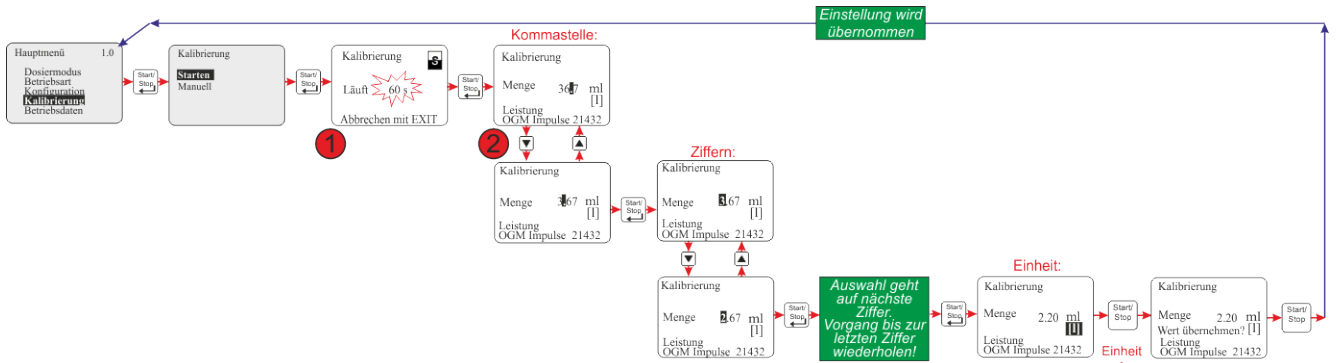 Einstellung wird
übernommen
Hauptmenü 1.0
Dosiermodus
Betriebsart
Konfiguration
Kalibrierung
Betriebsdaten
Start/
Stop
Kalibrierung
Starten
Manuell
Start/
Stop
Kalibrierung
Läuft 60 s
Abbrechen mit EXIT
1
Start/
Stop
Kommastelle:
Kalibrierung
Menge 36.7 ml
[l]
Leistung
OGM Impulse 21432
2
Kalibrierung
Menge 3.67 ml
[l]
Leistung
OGM Impulse 21432
Start/
Stop
Ziffern:
Kalibrierung
Menge 3.67 ml
[l]
Leistung
OGM Impulse 21432
Kalibrierung
Menge 2.67 ml
[l]
Leistung
OGM Impulse 21432
Start/
Stop
Auswahl geht
auf nächste
Ziffer.
Vorgang bis zur
letzten Ziffer
wiederholen!
Start/
Stop
Einheit:
Kalibrierung
Menge 2.20 ml
[l]
Leistung
OGM Impulse 21432
Start/
Stop
Einheit
Kalibrierung
Menge 2.20 ml
Wert übernehmen? [l]
Leistung
OGM Impulse 21432
Start/
Stop